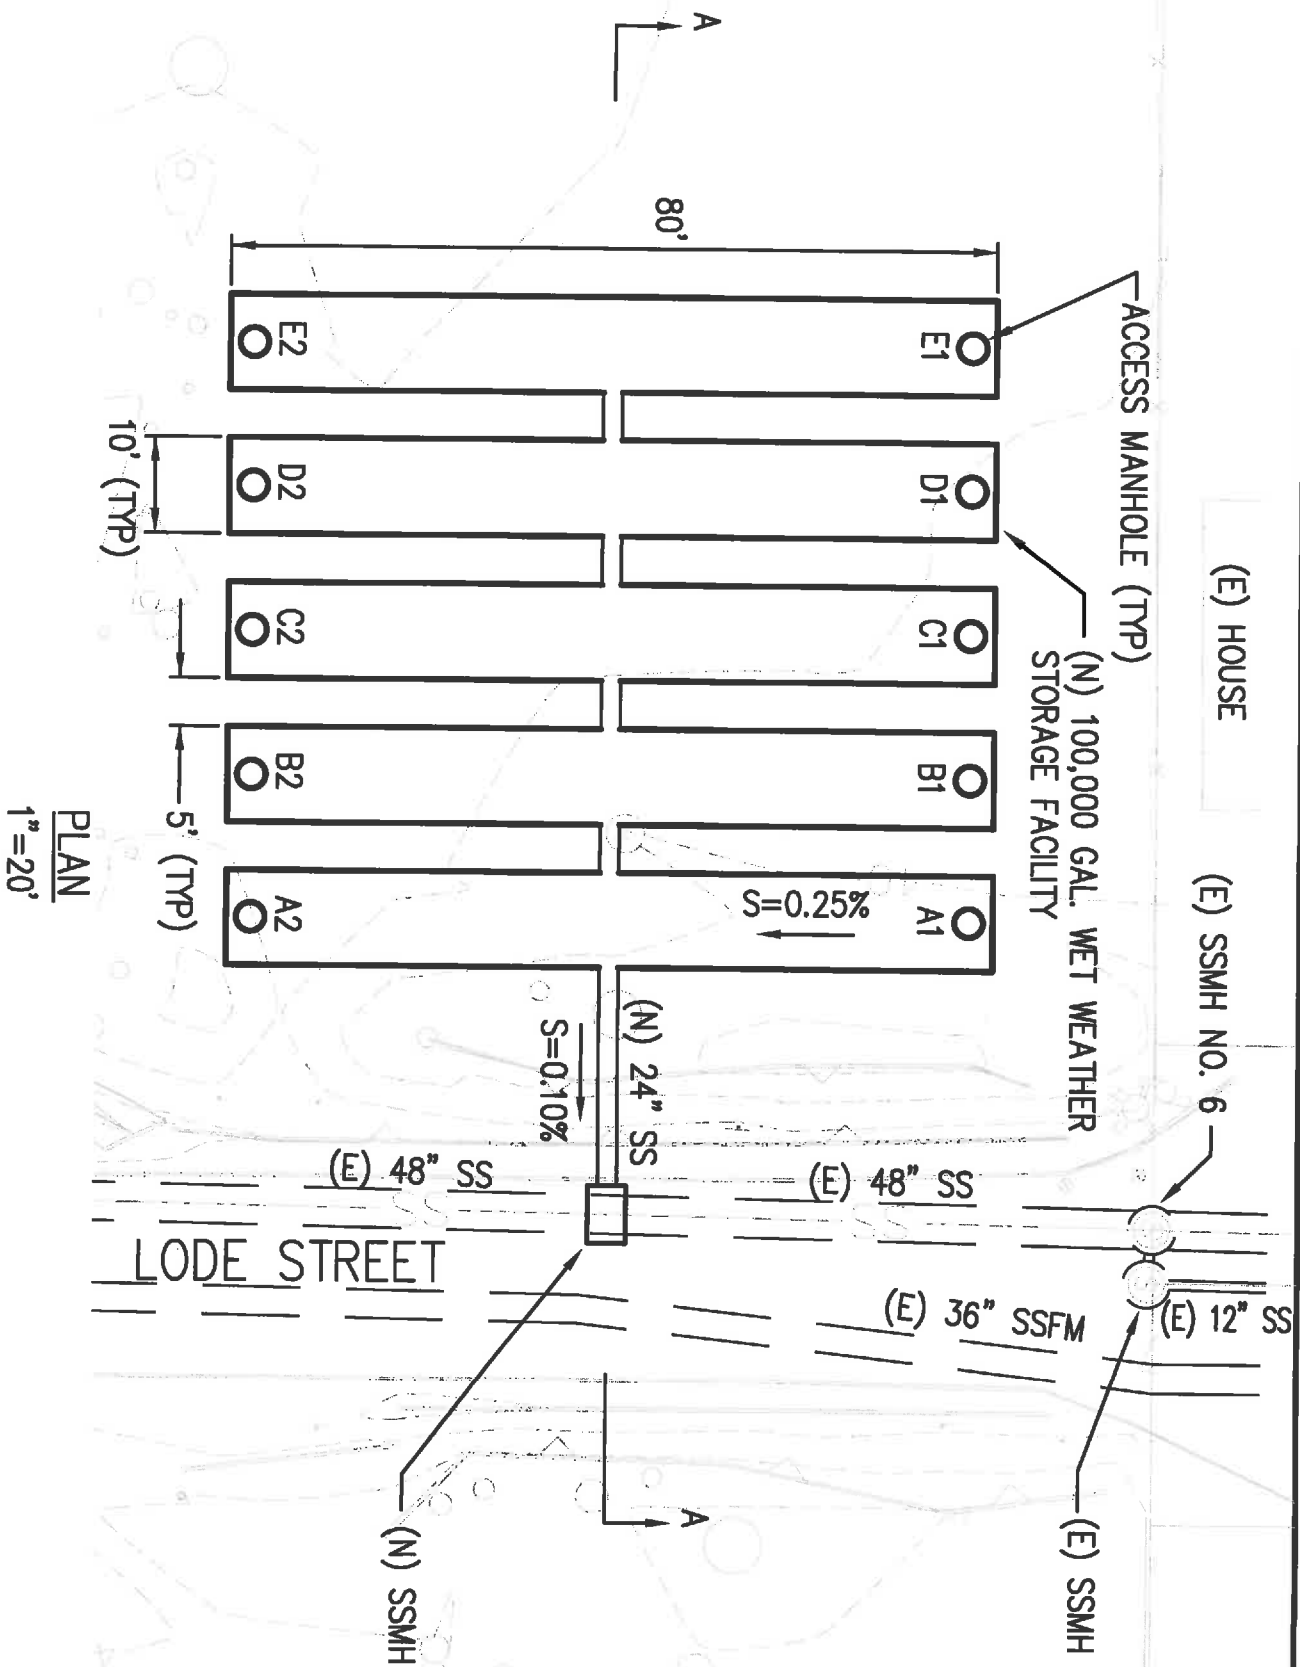 A
80'
ACCESS MANHOLE (TYP)
(E) HOUSE
E2
E1
10' (TYP)
D2
D1
(N) 100,000 GAL. WET WEATHER
STORAGE FACILITY
C2
C1
5' (TYP)
B2
B1
A2
S=0.25%
A1
(E) SSMH NO. 6
(N) 24" SS
S=0.10%
(E) 48" SS
(E) 48" SS
SS
SS
LODE STREET
(E) 36" SSFM
(E) 12" SS
A
(N) SSMH
(E) SSMH
PLAN
1"=20'